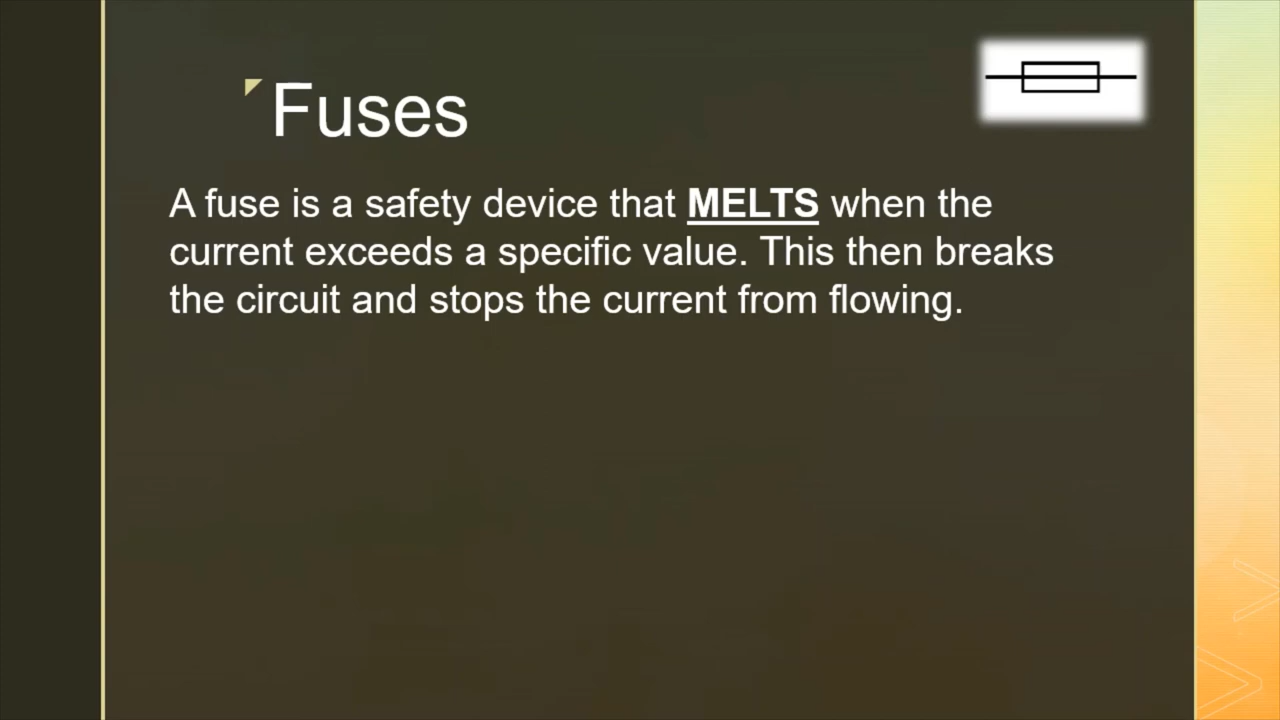 Fuses
A fuse is a safety device that MELTS when the
current exceeds a specific value. This then breaks
the circuit and stops the current from flowing.